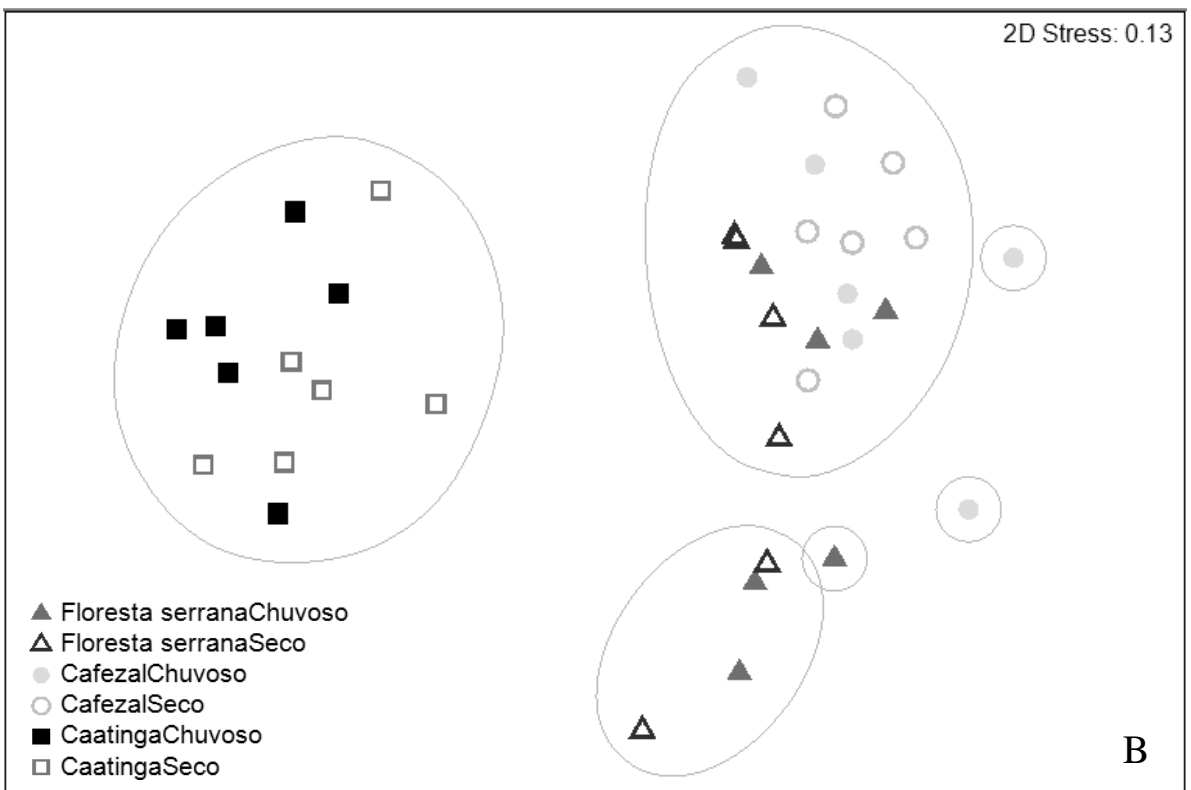 2D Stress: 0.13
Floresta serranaChuvoso
Floresta serranaSeco
CafezalChuvoso
CafezalSeco
CaatingaChuvoso
CaatingaSeco
B